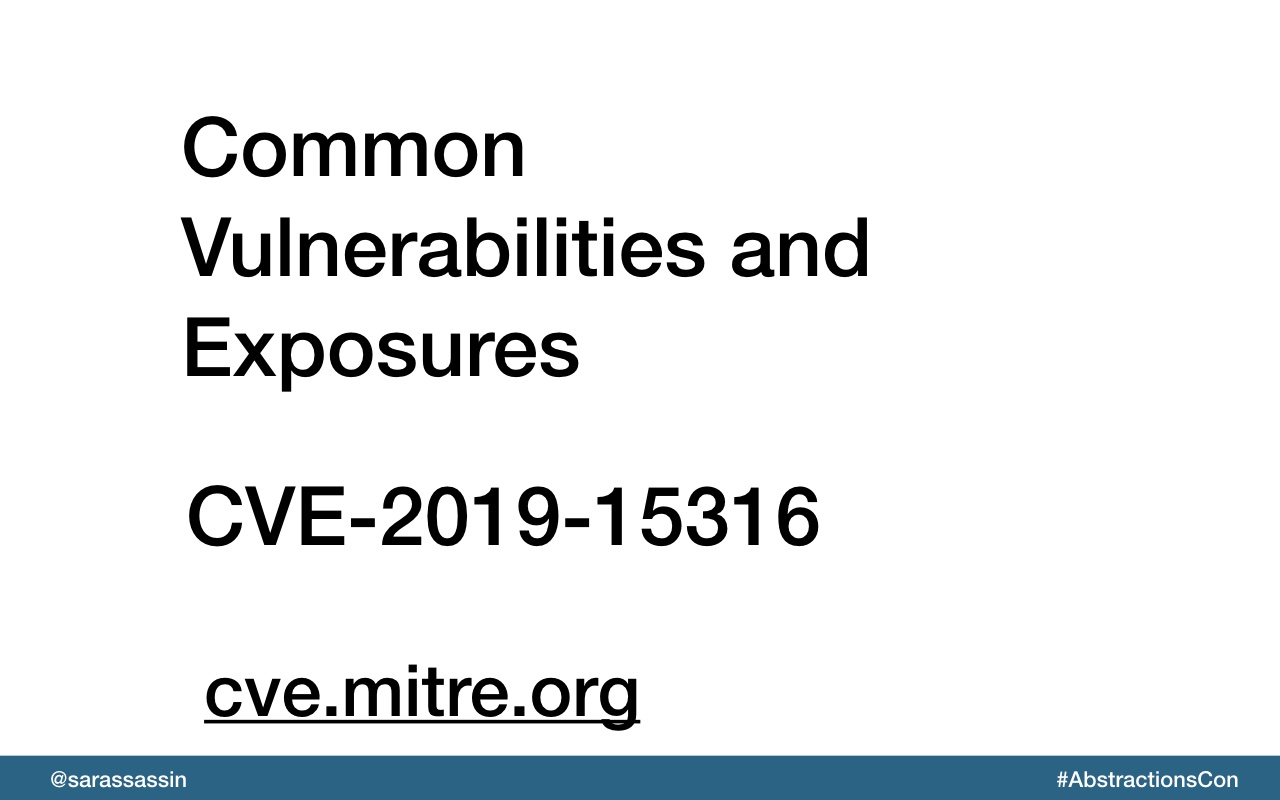 Common
Vulnerabilities and
Exposures
CVE-2019-15316
cve.mitre.org
@sarassassin
#AbstractionsCon